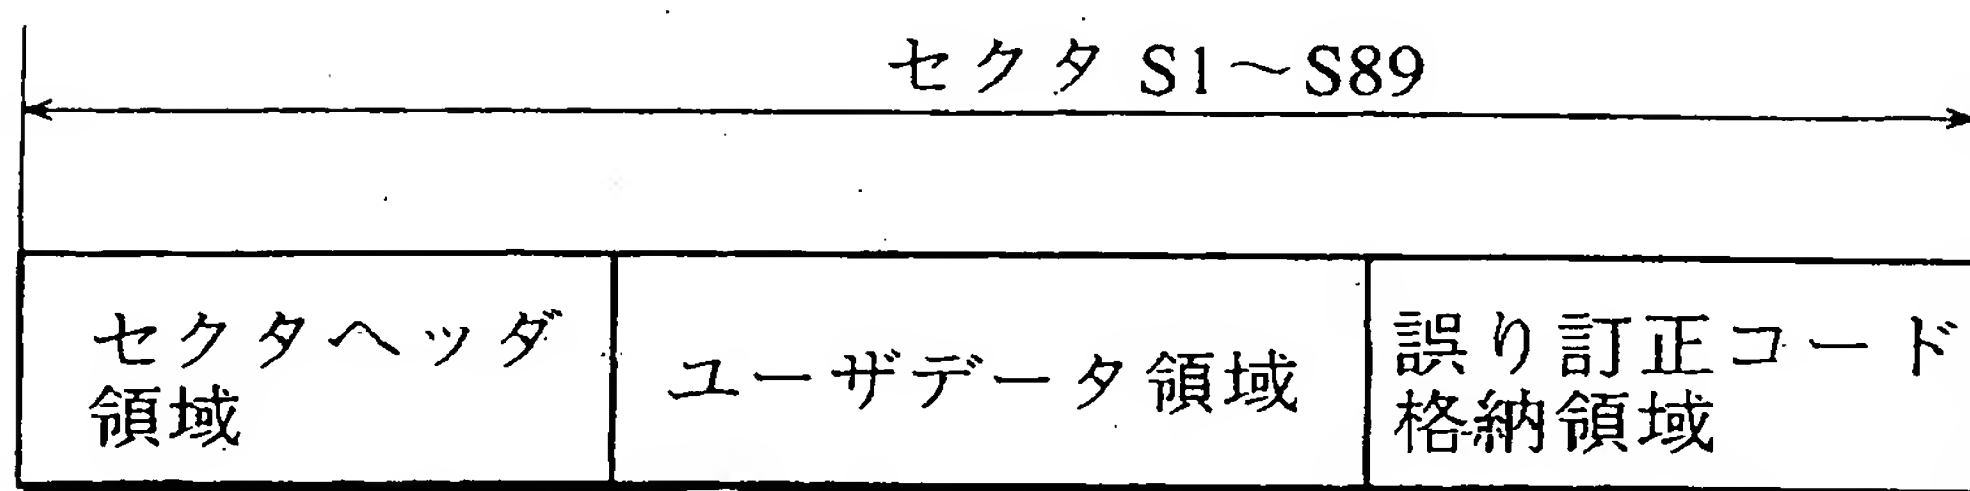 セクタ S1～S89
セクタヘッダ
領域
ユーザデータ領域
誤り訂正コード
格納領域